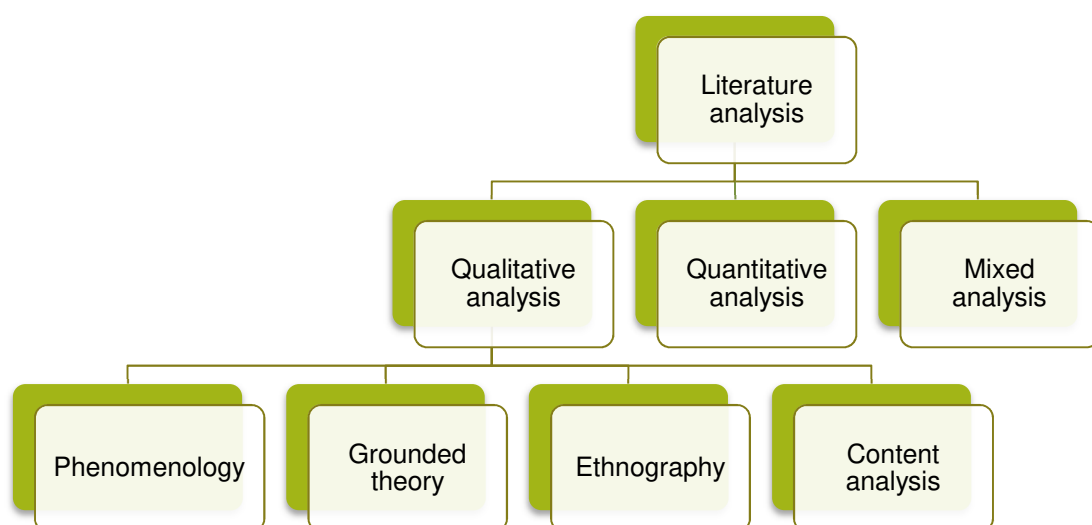 Literature
analysis
Qualitative
analysis
Quantitative
analysis
Mixed
analysis
Phenomenology
Grounded
theory
Ethnography
Content
analysis